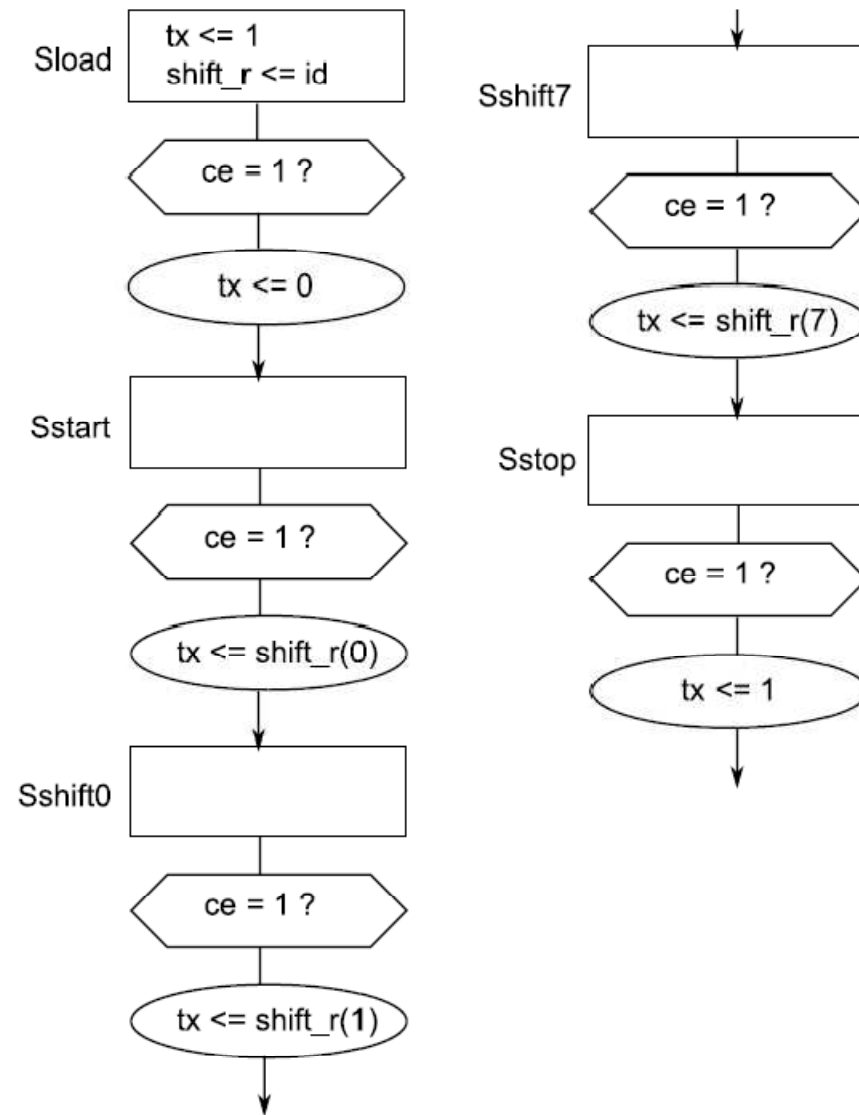 Sload
tx <= 1
shift_r <= id
ce = 1 ?
tx <= 0
Sstart
ce = 1 ?
tx <= shift_r(0)
Sshift0
ce = 1 ?
tx <= shift_r(1)
Sshift7
ce = 1 ?
tx <= shift_r(7)
Sstop
ce = 1 ?
tx <= 1